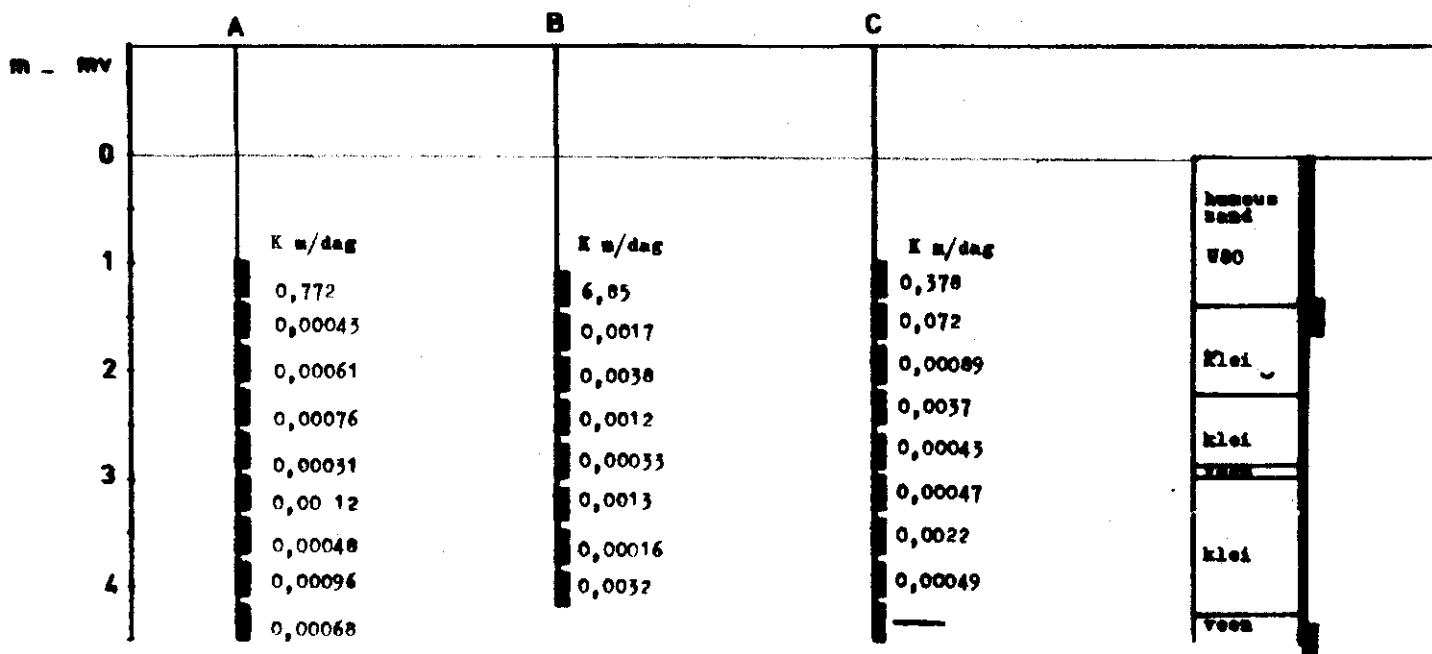 A B C
m - mv
0
1
2
3
4
K m/dag
0,772
0,00043
0,00061
0,00076
0,00031
0,00 12
0,00048
0,00096
0,00068
K m/dag
6,85
0,0017
0,0038
0,0012
0,00033
0,0013
0,00016
0,0032
K m/dag
0,378
0,072
0,00089
0,0037
0,00043
0,00047
0,0022
0,00049
humeus
zand
U80
Klei
klei
veen
klei
veen